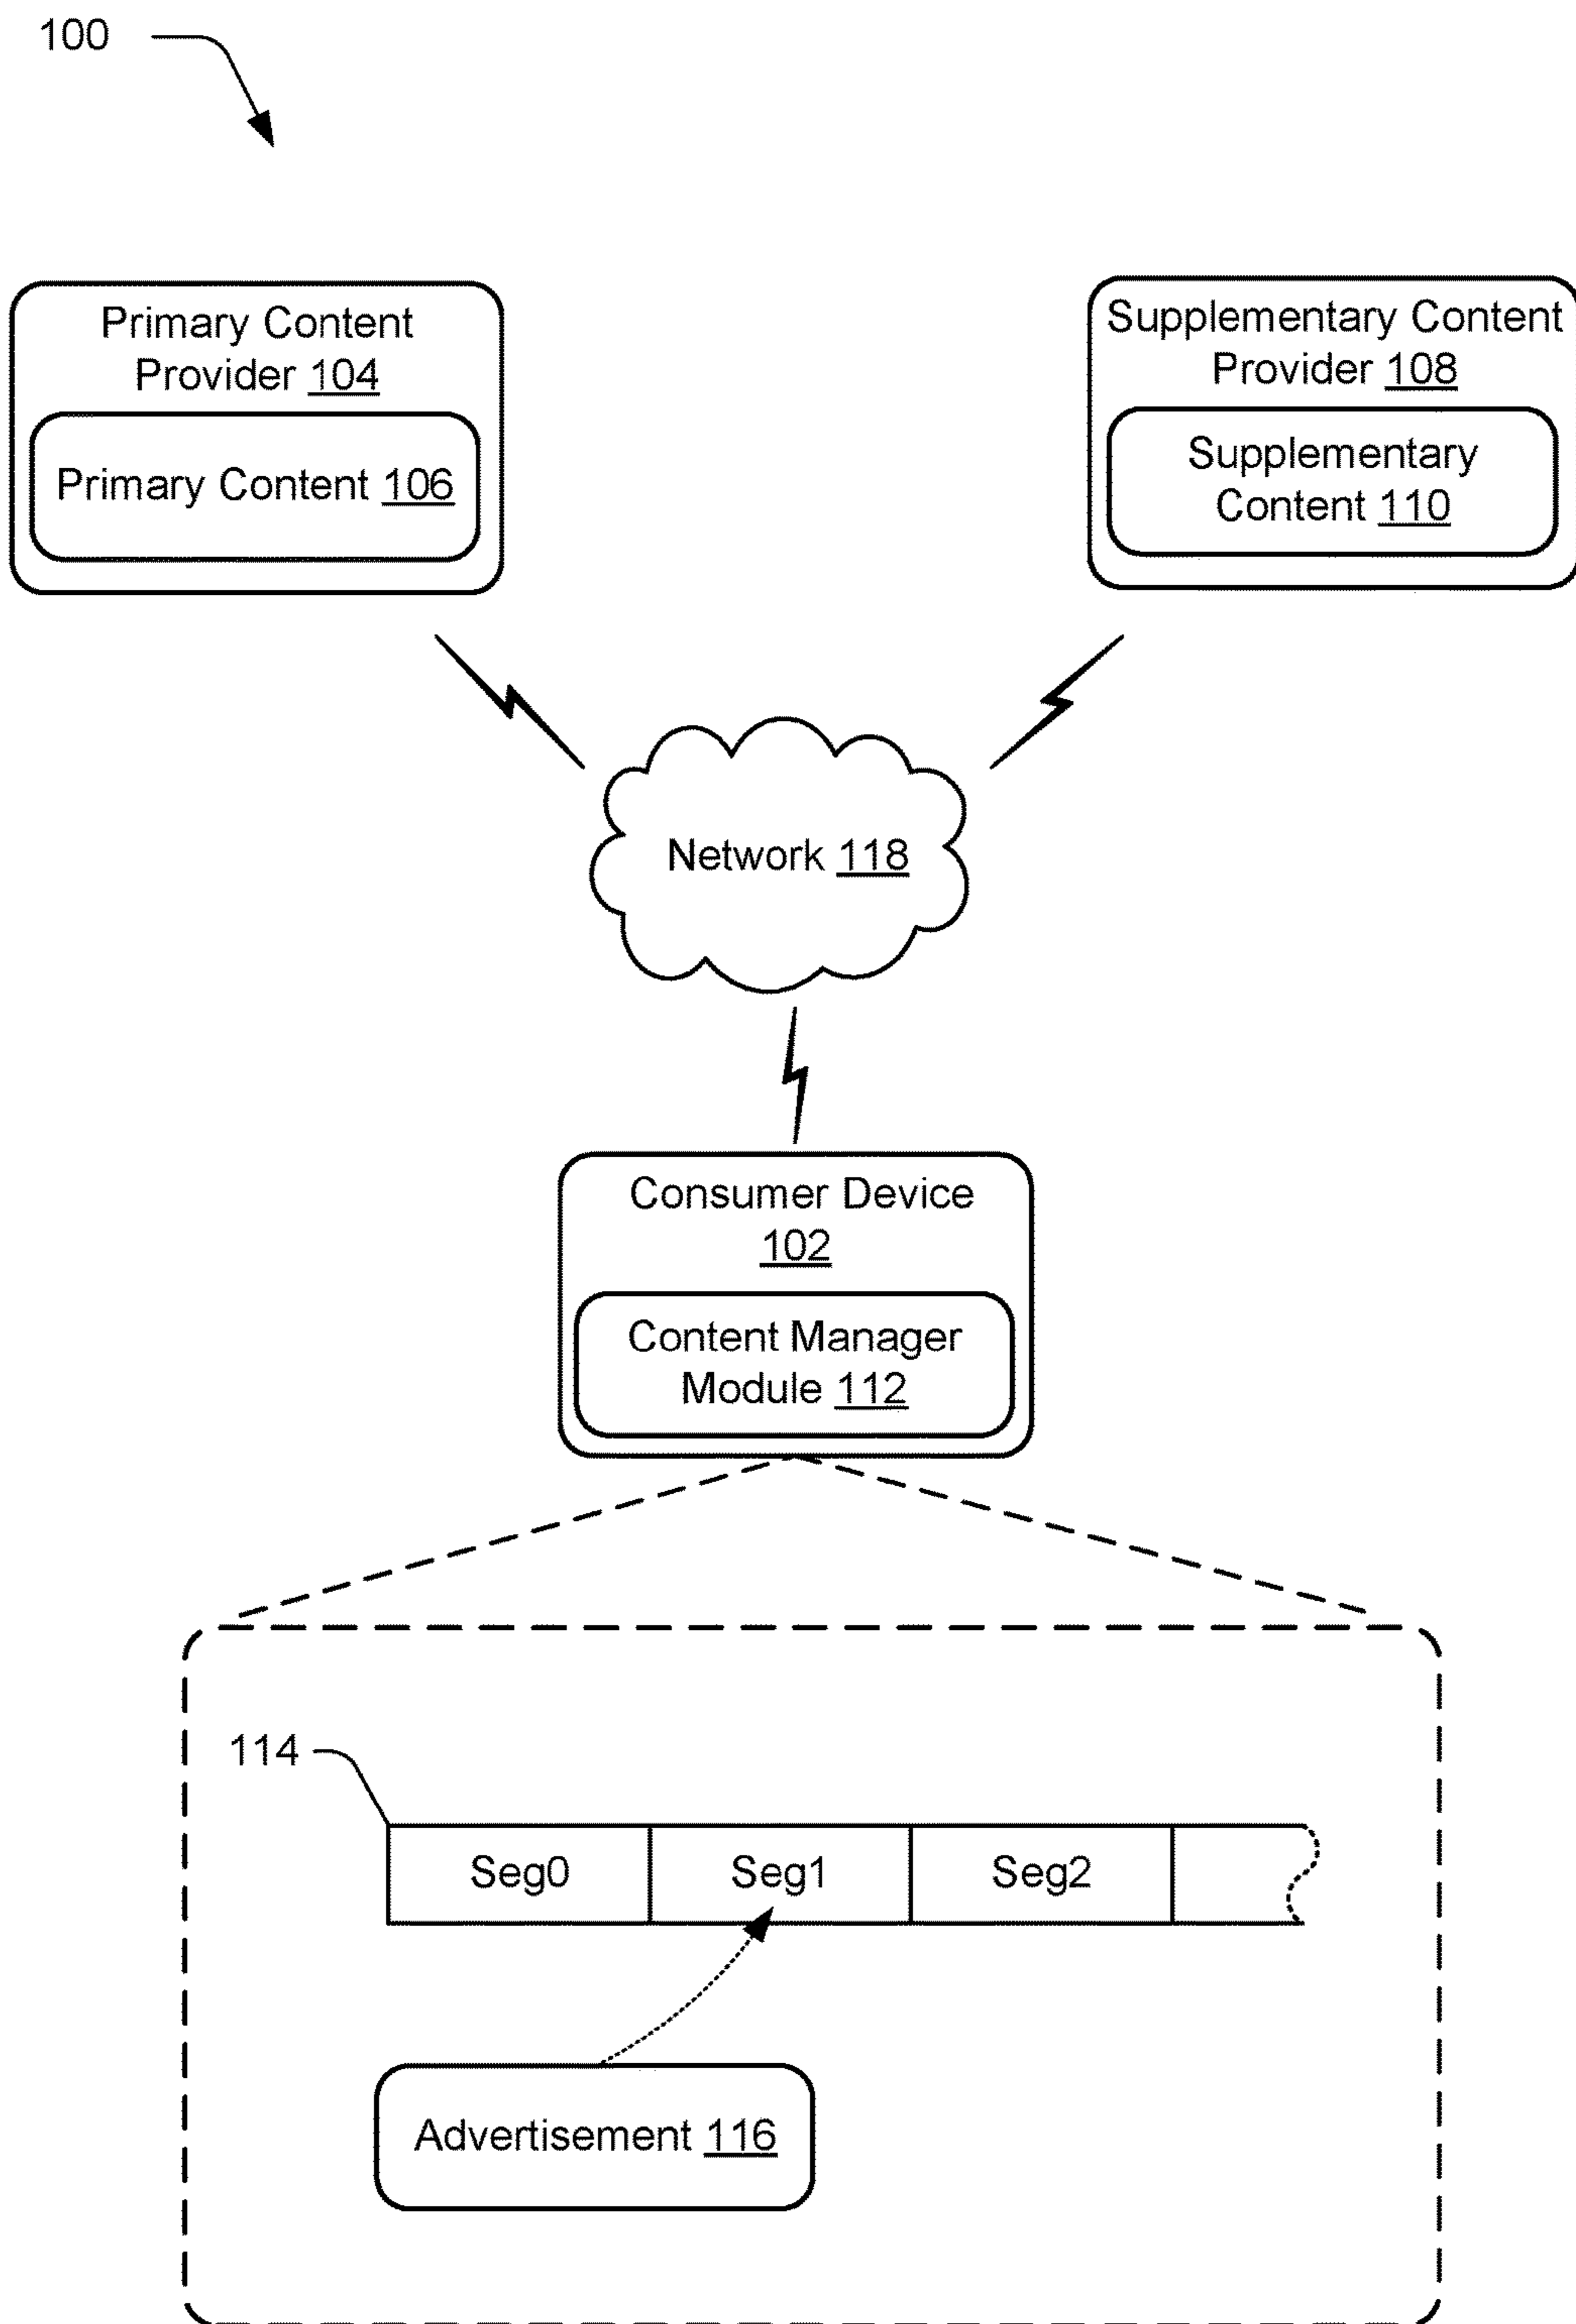 100
Primary Content
Provider 104
Primary Content 106
Supplementary Content
Provider 108
Supplementary
Content 110
Network 118
Consumer Device
102
Content Manager
Module 112
114
Seg0
Seg1
Seg2
Advertisement 116